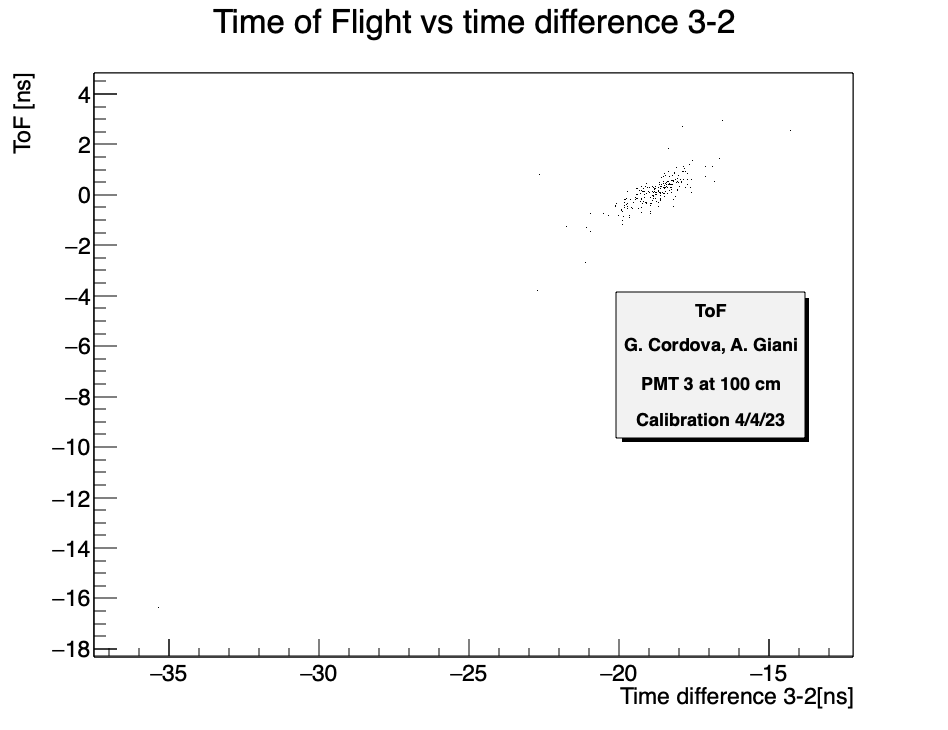 Time of Flight vs time difference 3-2
ToF [ns]
4
2
0
−2
−4
−6
−8
−10
−12
−14
−16
−18
ToF
G. Cordova, A. Giani
PMT 3 at 100 cm
Calibration 4/4/23
−35 −30 −25 −20 −15
Time difference 3-2[ns]